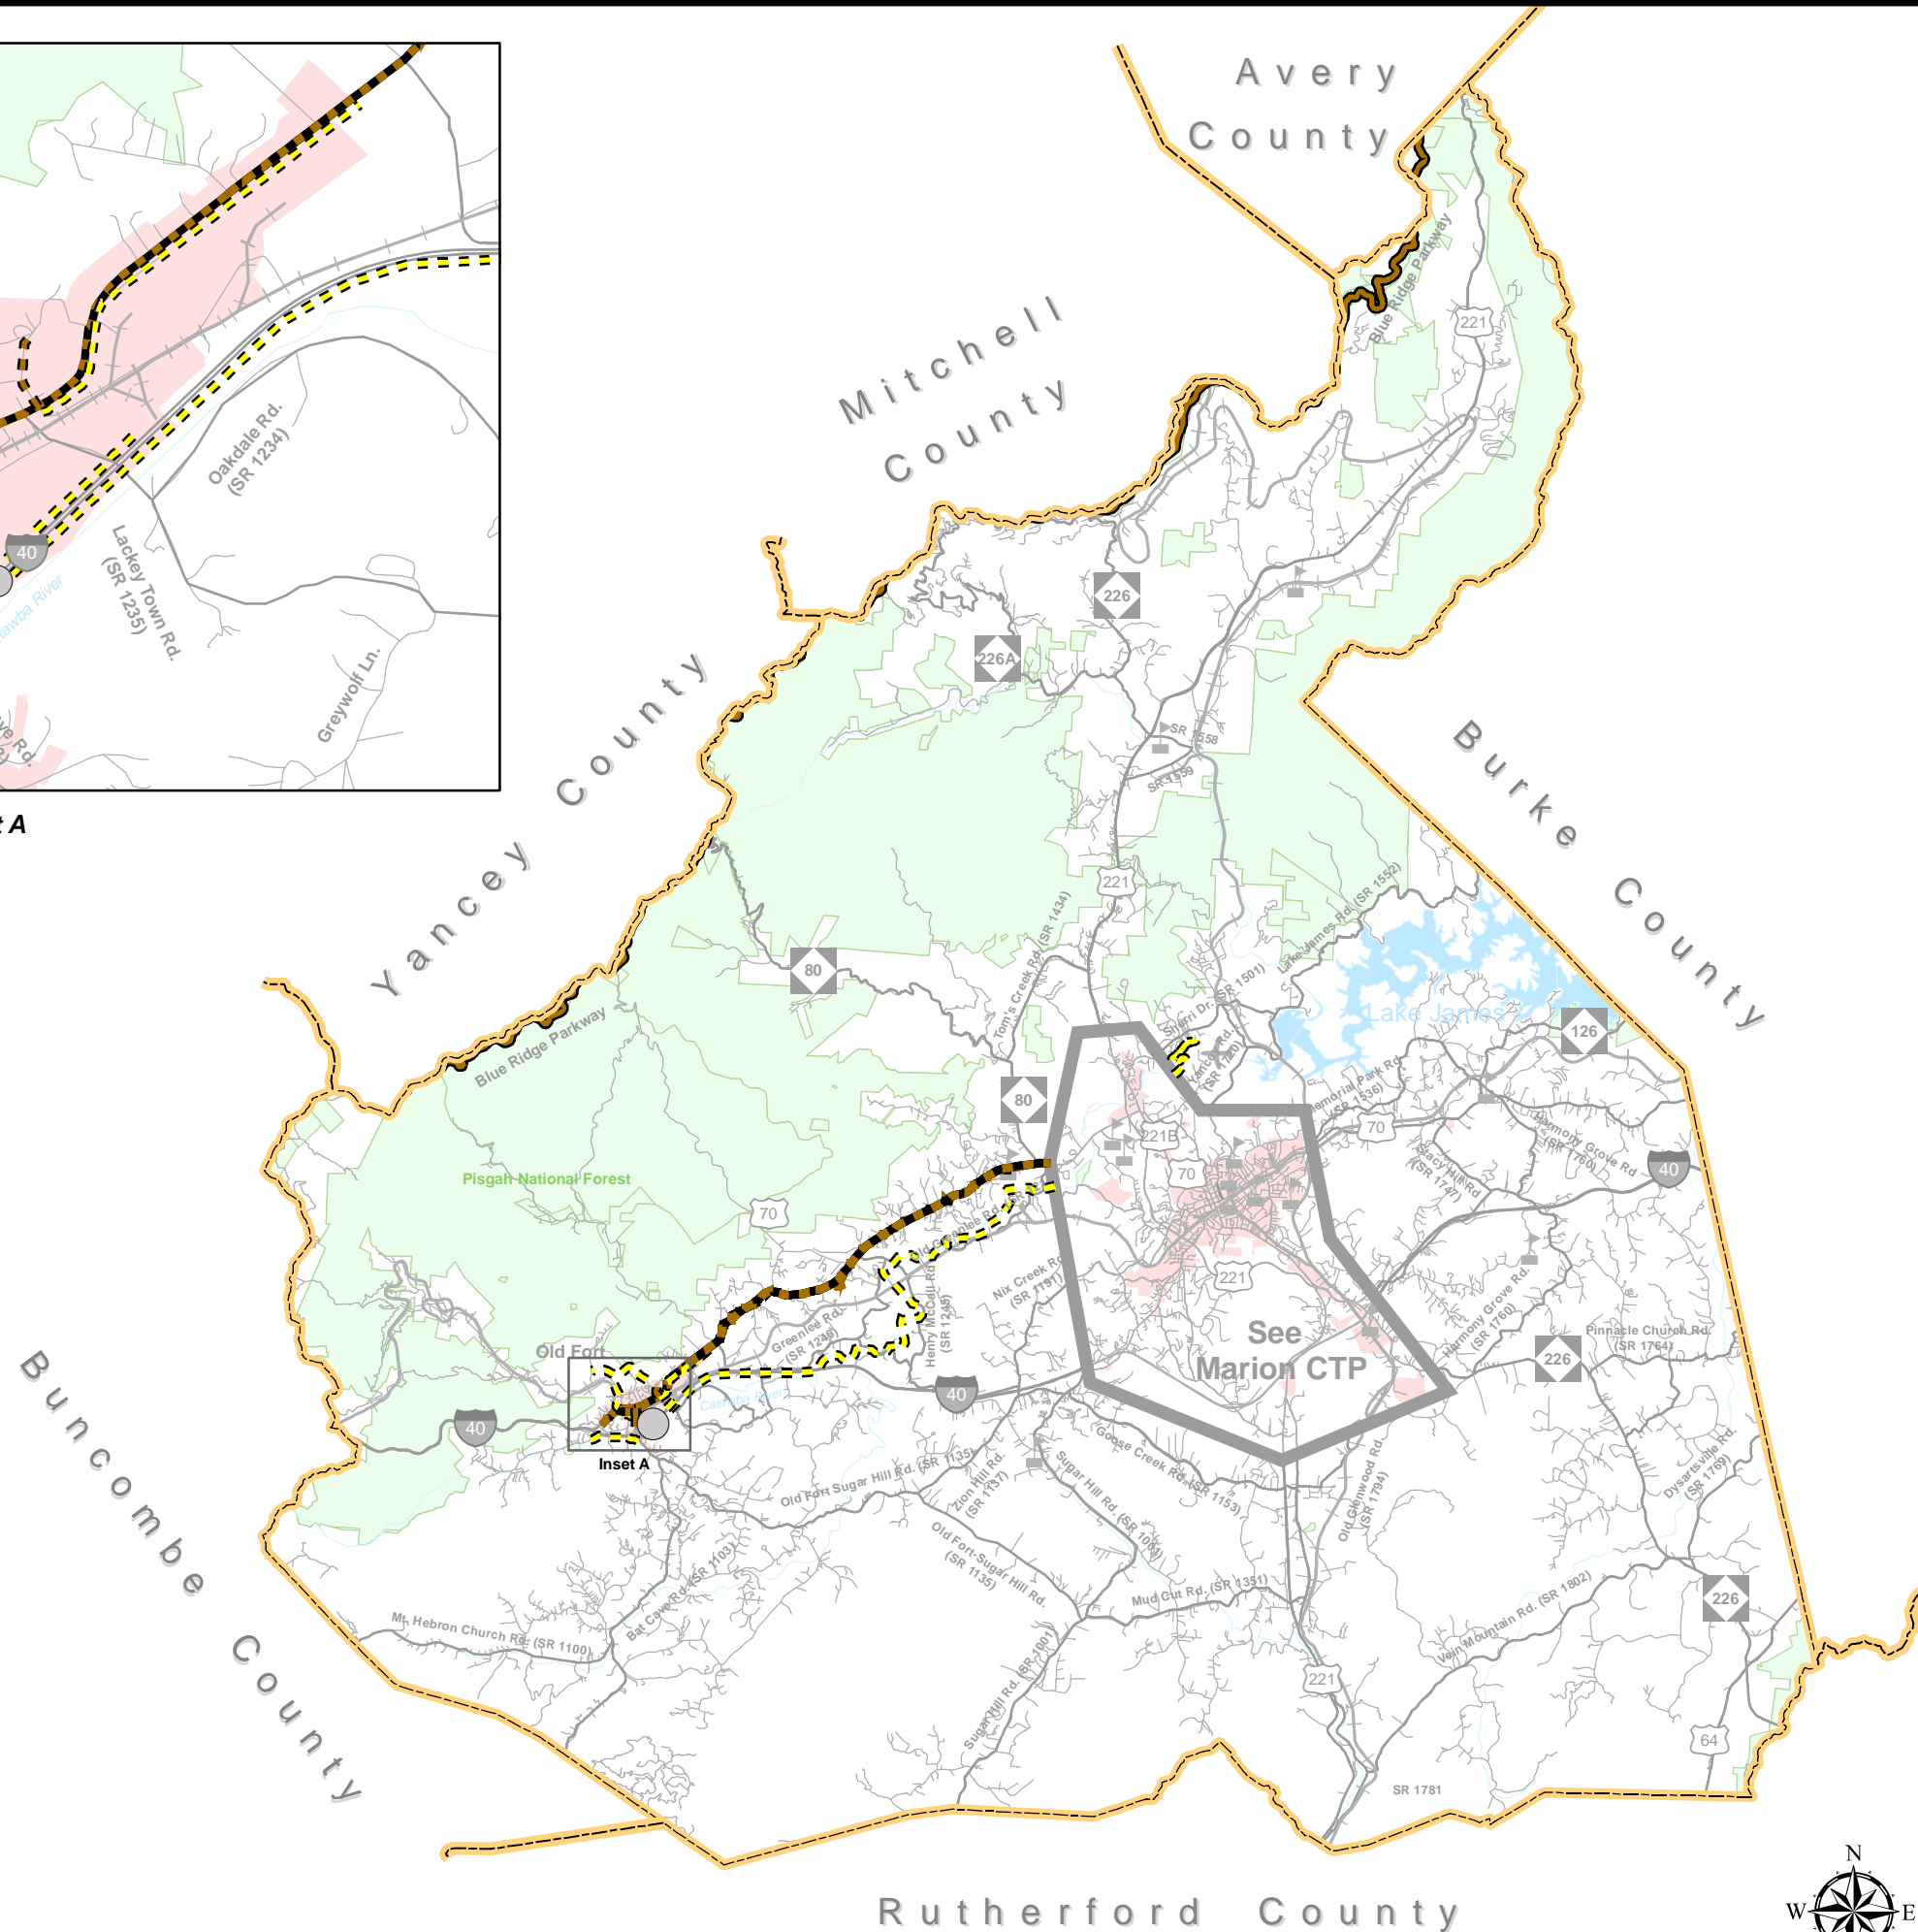 Avery
County
Mitchell
County
Blue Ridge Parkway
221
Oakdale Rd.
(SR 1234)
40
Lackey Town Rd.
(SR 1235)
Greywolf Ln.
226
226A
SR 1558
SR 1559
Yancey County
Burke County
221
Tom's Creek Rd. (SR 1434)
Lake James Rd. (SR 1552)
80
Sherri Dr. (SR 1501)
Lake James
126
Blue Ridge Parkway
(SR 1720)
80
(SR 1536)
70
221B
Harmony Grove Rd
(SR 1760)
Stacy Hill Rd
(SR 1747)
40
Pisgah National Forest
70
70
Old Greenlee Rd.
Nix Creek Rd
(SR 1191)
221
Henry McCall Rd
(SR 1245)
Greenlee Rd.
(SR 1246)
Harmony Grove Rd.
(SR 1760)
See
Marion CTP
Pinnacle Church Rd.
(SR 1764)
226
Old Fort
Catawba River
40
40
Inset A
Goose Creek Rd. (SR 1153)
Old Fort Sugar Hill Rd. (SR 1135)
Zion Hill Rd.
(SR 1137)
Sugar Hill Rd. (SR 1001)
Old Glenwood Rd.
(SR 1794)
Dysartsville Rd.
(SR 1769)
Old Fort-Sugar Hill Rd.
(SR 1135)
Mud Cut Rd. (SR 1351)
Bat Cave Rd. (SR 1103)
Mt. Hebron Church Rd. (SR 1100)
Vein Mountain Rd. (SR 1802)
226
Sugar Hill Rd. (SR 1001)
221
64
SR 1781
Buncombe County
Rutherford County
N
W
E